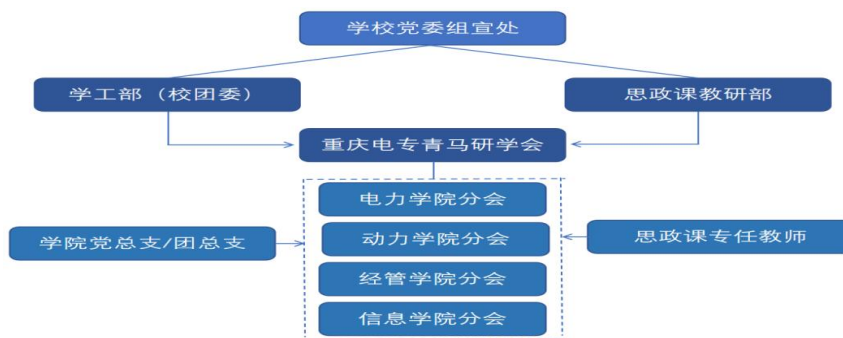 学校党委组宣处
学工部（校团委）
思政课教研部
重庆电专青马研学会
电力学院分会
学院党总支/团总支
动力学院分会
思政课专任教师
经管学院分会
信息学院分会